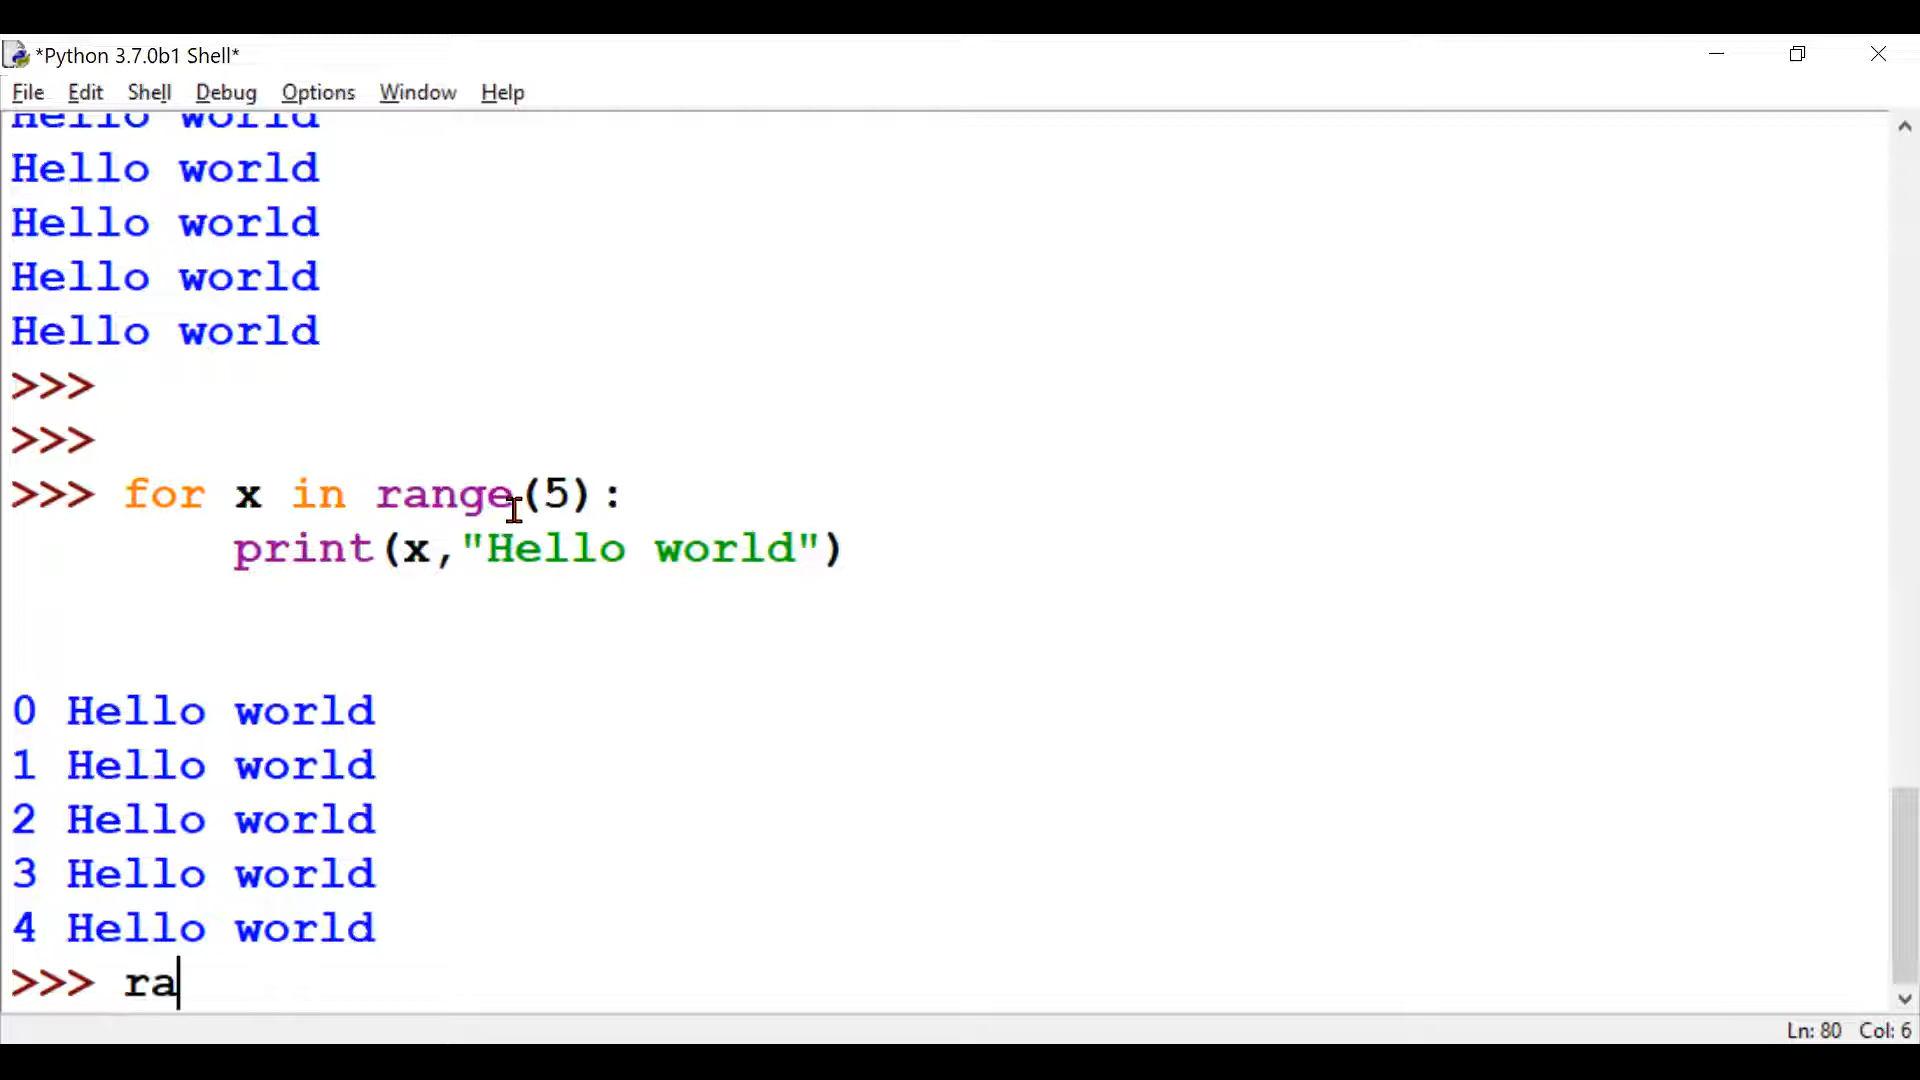 *Python 3.7.0b1 Shell*
File Edit Shell Debug Options Window Help
Hello world
Hello world
Hello world
Hello world
Hello world
>>>
>>>
>>> for x in range(5):
print(x,"Hello world")
0 Hello world
1 Hello world
2 Hello world
3 Hello world
4 Hello world
>>> ra
Ln: 80 Col: 6